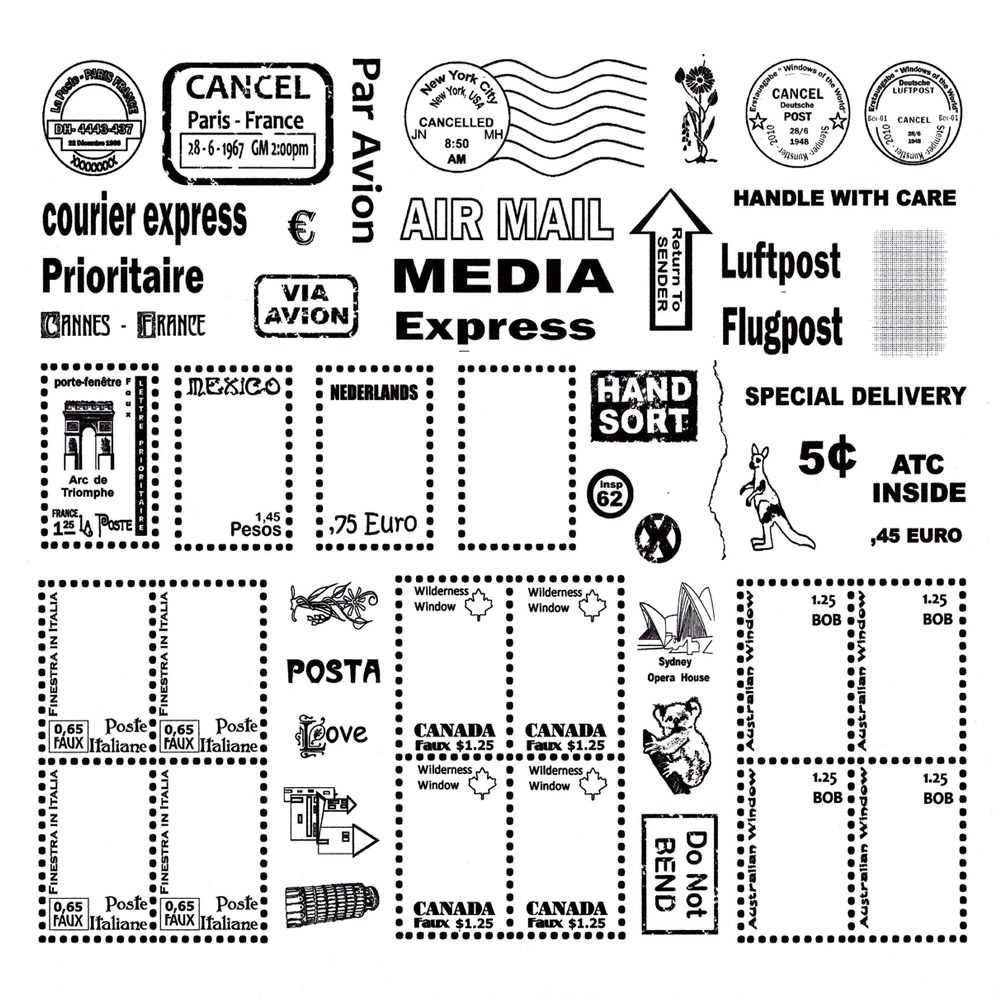 La Poste - PARIS FRANCE
DH- 4443-437
22 Décembre 1986
XXXXXXXX
CANCEL
Paris - France
28 - 6 - 1967 GM 2:00pm
Par Avion
New York City
New York, USA
CANCELLED
JN MH
8:50
AM
Erstausgabe "Windows of the World"
CANCEL
Deutsche
POST
28/6
1948
Stempel-Kunstler - 2010
Erstausgabe "Windows of the World"
Deutsche
LUFTPOST
CANCEL
28/6
1948
Stemper-Kunstler - 2010
courier express
€
AIR MAIL
Return To
SENDER
HANDLE WITH CARE
Prioritaire
VIA
AVION
MEDIA
Luftpost
CANNES - FRANCE
Express
Flugpost
porte-fenêtre
Faux
LETTRE PRIORITAIRE
Arc de
Triomphe
FRANCE
1 25 LA POSTE
MEXICO
1,45
Pesos
NEDERLANDS
,75 Euro
HAND
SORT
Insp
62
X
SPECIAL DELIVERY
5¢
ATC
INSIDE
,45 EURO
FINESTRA IN ITALIA
0,65
FAUX
Poste
Italiane
FINESTRA IN ITALIA
0,65
FAUX
Poste
Italiane
FINESTRA IN ITALIA
0,65
FAUX
Poste
Italiane
FINESTRA IN ITALIA
0,65
FAUX
Poste
Italiane
POSTA
Love
Wilderness
Window
CANADA
Faux $1.25
Wilderness
Window
CANADA
Faux $1.25
Wilderness
Window
CANADA
Faux $1.25
Wilderness
Window
CANADA
Faux $1.25
Sydney
Opera House
Do Not
BEND
Australian Window
1.25
BOB
Australian Window
1.25
BOB
Australian Window
1.25
BOB
Australian Window
1.25
BOB